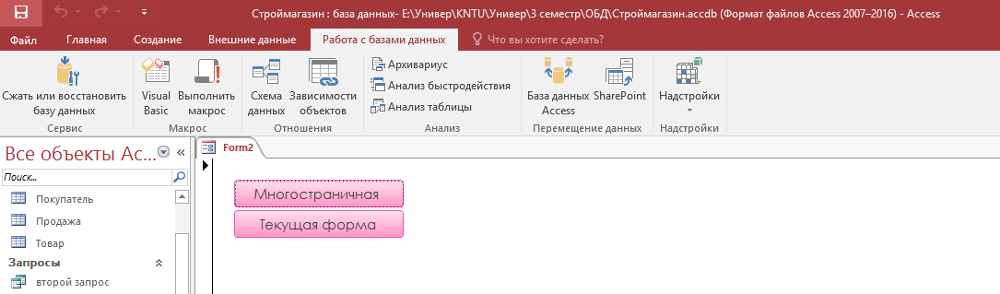 Строймагазин : база данных- E:\Универ\KNTU\Универ\3 семестр\ОБД\Строймагазин.accdb (Формат файлов Access 2007–2016) - Access
Файл Главная Создание Внешние данные Работа с базами данных Что вы хотите сделать?
Сжать или восстановить базу данных
Сервис
Visual Basic
Выполнить макрос
Макрос
Схема данных
Зависимости объектов
Отношения
Архивариус
Анализ быстродействия
Анализ таблицы
Анализ
База данных Access
SharePoint
Перемещение данных
Надстройки
Надстройки
Все объекты Ac...
Поиск...
Покупатель
Продажа
Товар
Запросы
второй запрос
Form2
Многостраничная
Текущая форма